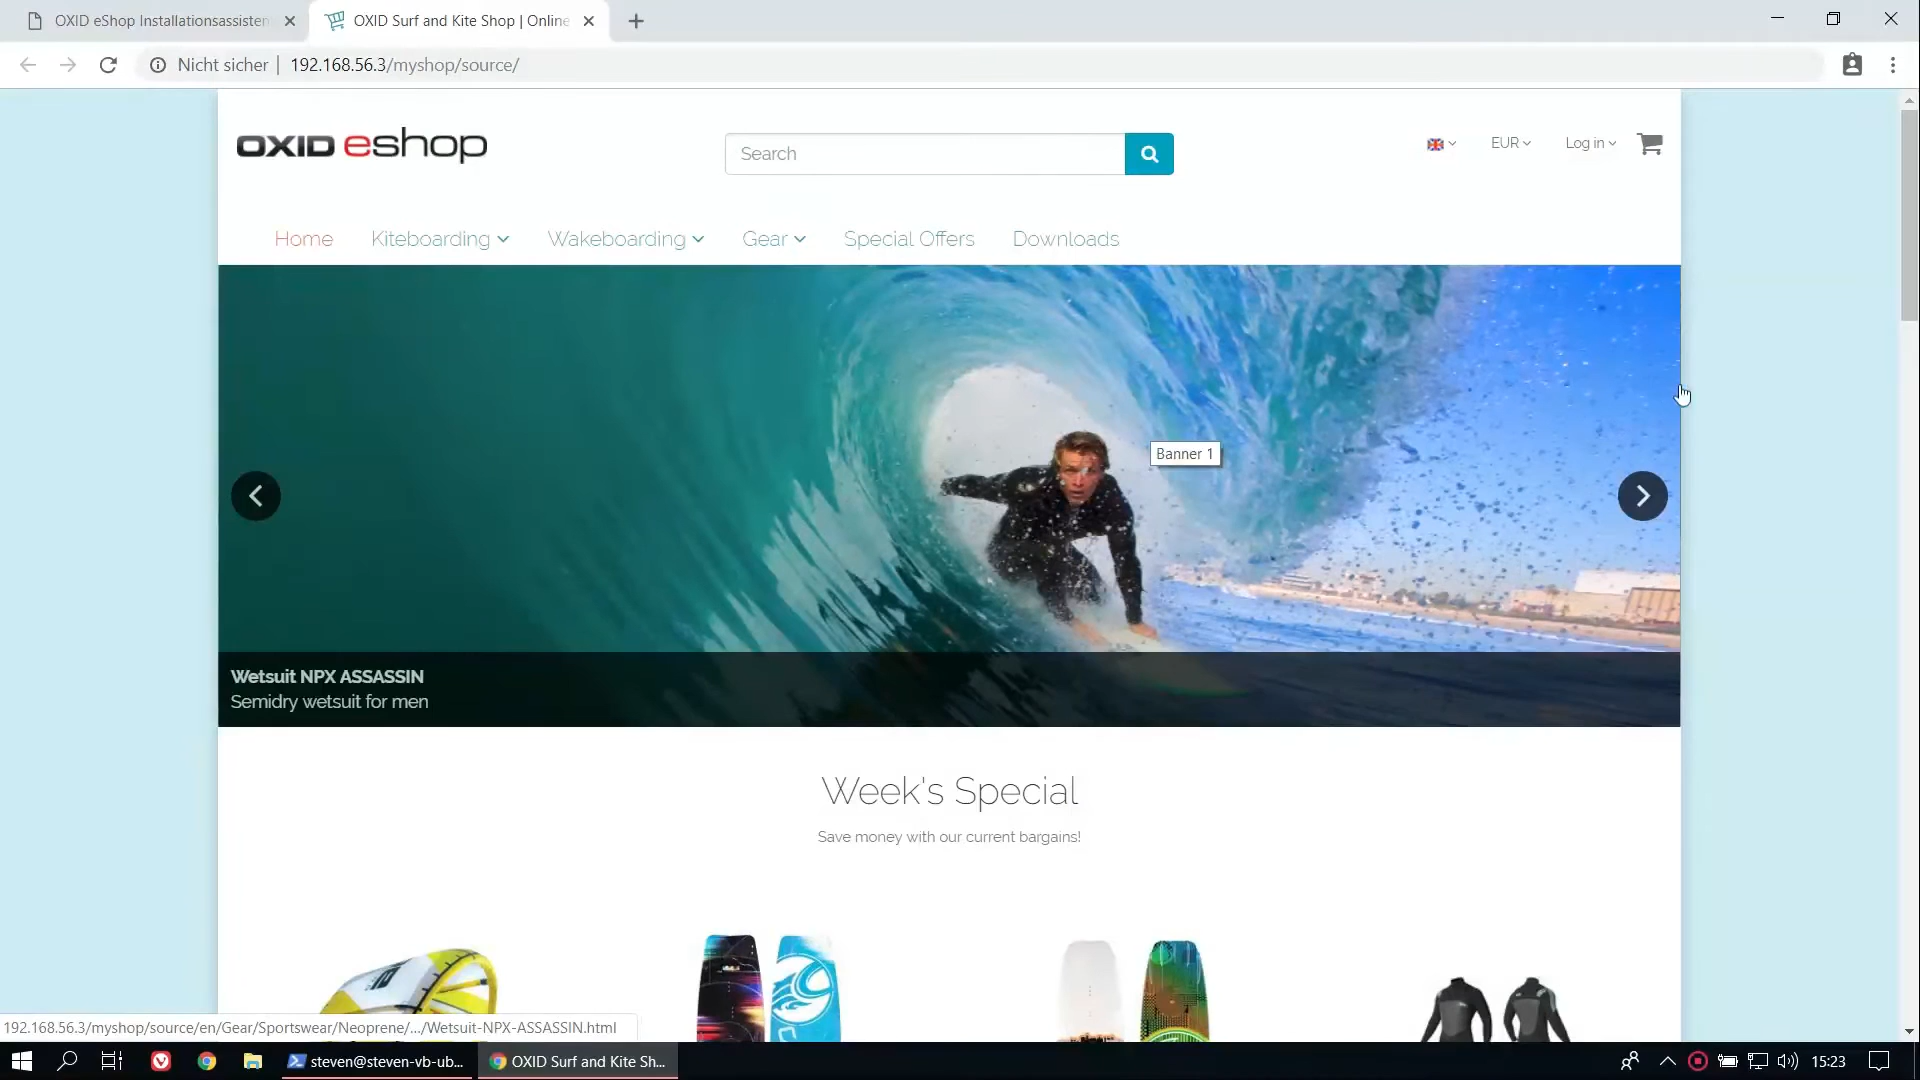 OXID eShop Installationsassisten
OXID Surf and Kite Shop | Online
Nicht sicher | 192.168.56.3/myshop/source/
OXID eshop
Search
EUR
Log in
Home
Kiteboarding
Wakeboarding
Gear
Special Offers
Downloads
Banner 1
Wetsuit NPX ASSASSIN
Semidry wetsuit for men
Week's Special
Save money with our current bargains!
192.168.56.3/myshop/source/en/Gear/Sportswear/Neoprene/.../Wetsuit-NPX-ASSASSIN.html
steven@steven-vb-ub...
OXID Surf and Kite Sh...
15:23